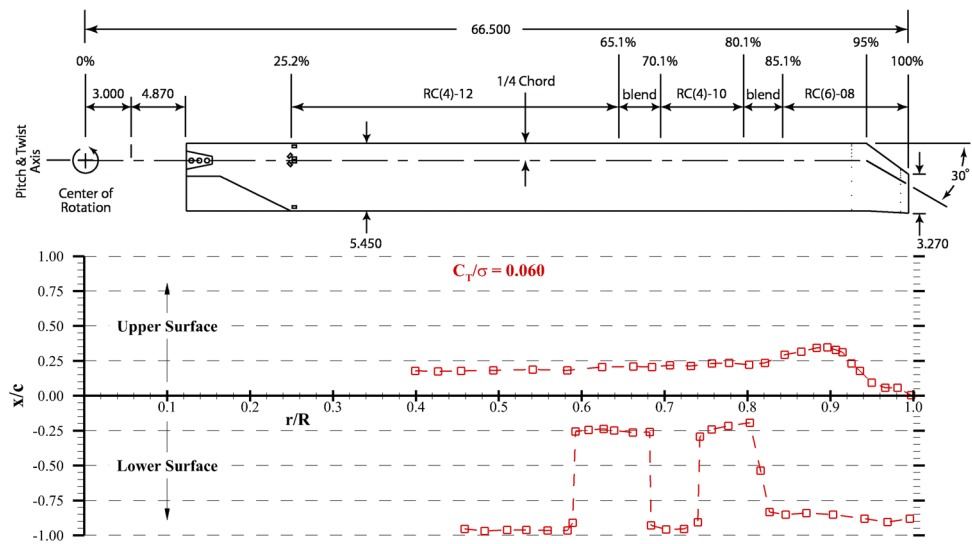 66.500
65.1% 80.1% 95%
0% 25.2% 70.1% 85.1% 100%
1/4 Chord
3.000 4.870 RC(4)-12 blend RC(4)-10 blend RC(6)-08
Pitch & Twist
Axis
Center of
Rotation
30°
5.450 3.270
C_T/σ = 0.060
1.00
0.75
Upper Surface
0.50
0.25
0.00
x/c
0.1 0.2 0.3 0.4 0.5 0.6 0.7 0.8 0.9 1.0
r/R
-0.25
Lower Surface
-0.50
-0.75
-1.00